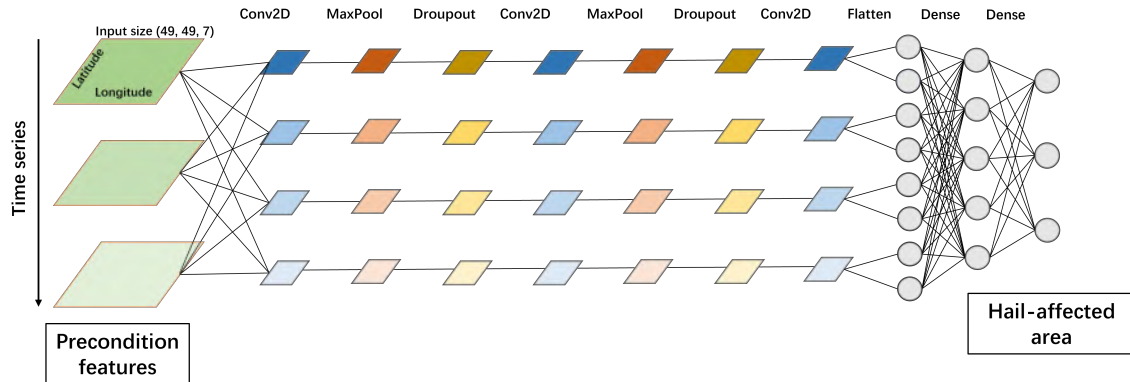 Conv2D MaxPool Droupout Conv2D MaxPool Droupout Conv2D Flatten Dense Dense
Input size (49, 49, 7)
Latitude
Longitude
Time series
Precondition
features
Hail-affected
area